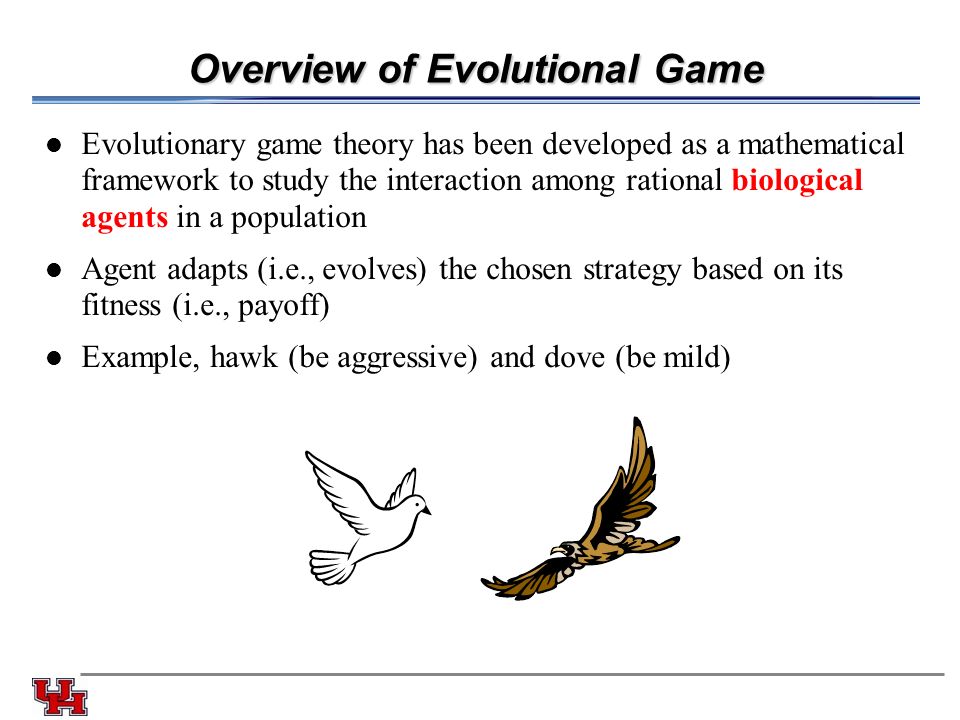 Overview of Evolutional Game
● Evolutionary game theory has been developed as a mathematical
framework to study the interaction among rational biological
agents in a population
● Agent adapts (i.e., evolves) the chosen strategy based on its
fitness (i.e., payoff)
● Example, hawk (be aggressive) and dove (be mild)
UH